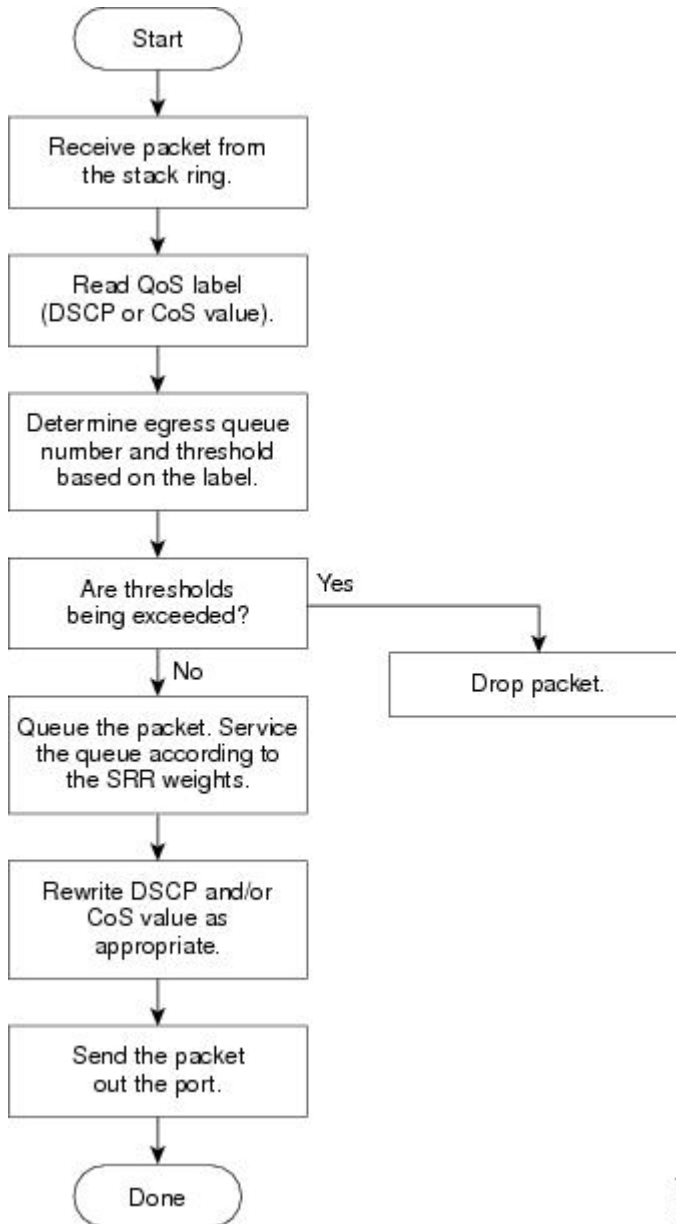 Start
Receive packet from
the stack ring.
Read QoS label
(DSCP or CoS value).
Determine egress queue
number and threshold
based on the label.
Are thresholds
being exceeded?
Yes
No
Drop packet.
Queue the packet. Service
the queue according to
the SRR weights.
Rewrite DSCP and/or
CoS value as
appropriate.
Send the packet
out the port.
Done